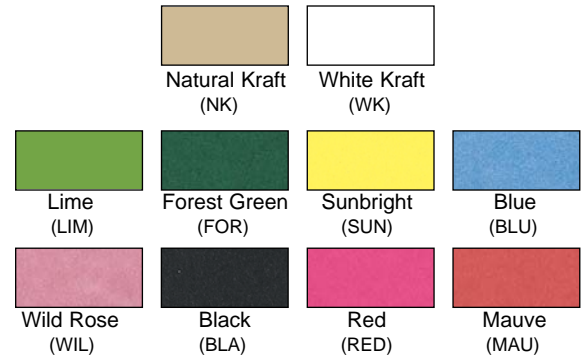 Natural Kraft White Kraft
(NK) (WK)
Lime Forest Green Sunbright Blue
(LIM) (FOR) (SUN) (BLU)
Wild Rose Black Red Mauve
(WIL) (BLA) (RED) (MAU)